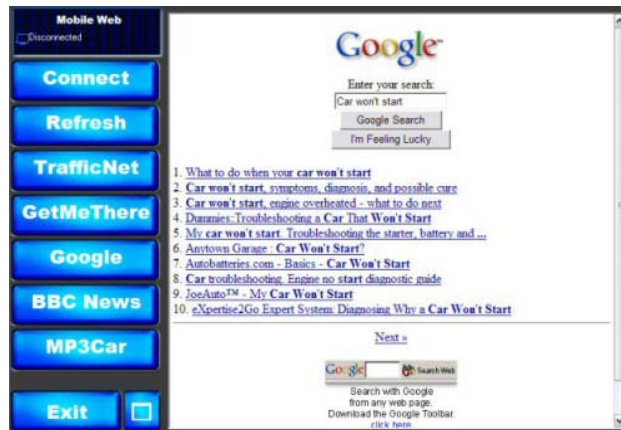 Mobile Web
Disconnected
Connect
Refresh
TrafficNet
GetMeThere
Google
BBC News
MP3Car
Exit
Google
Enter your search:
Car won't start
Google Search
I'm Feeling Lucky
1. What to do when your car won't start
2. Car won't start, symptoms, diagnosis, and possible cure
3. Car won't start, engine overheated - what to do next
4. Dummies::Troubleshooting a Car That Won't Start
5. My car won't start. Troubleshooting the starter, battery and ...
6. Anytown Garage : Car Won't Start?
7. Autobatteries.com - Basics - Car Won't Start
8. Car troubleshooting. Engine no start diagnostic guide
9. JoeAuto™ - My Car Won't Start
10. eXpertise2Go Expert System: Diagnosing Why a Car Won't Start
Next »
Google Search Web
Search with Google
from any web page.
Download the Google Toolbar.
click here